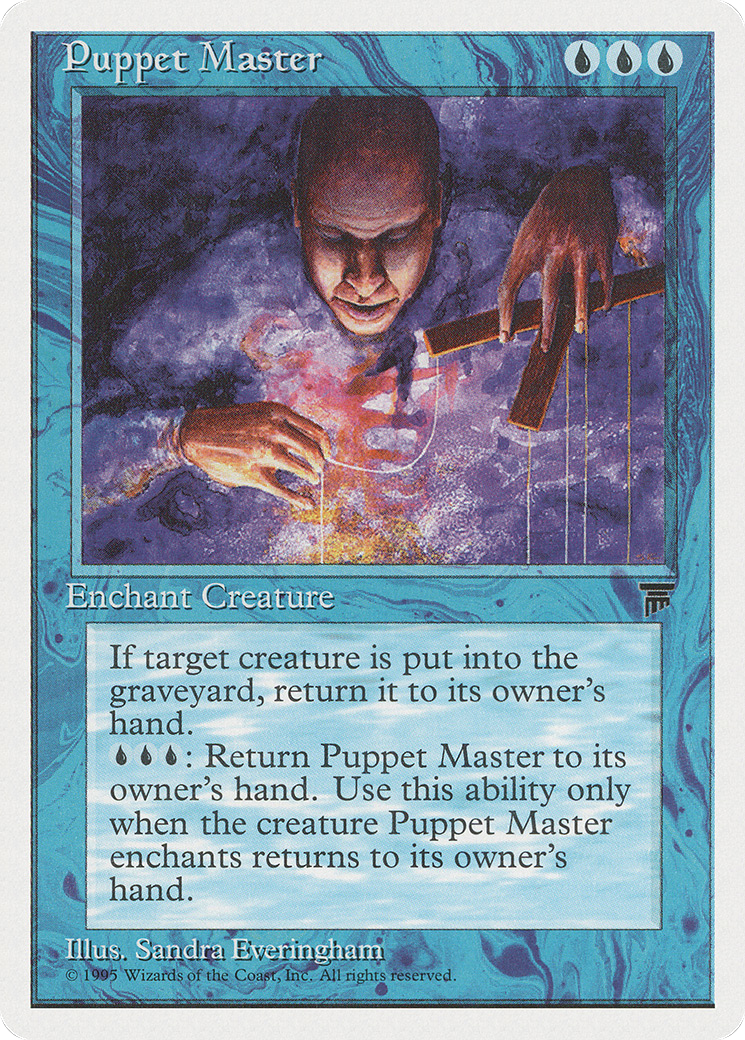 Puppet Master
Enchant Creature
If target creature is put into the
graveyard, return it to its owner's
hand.
: Return Puppet Master to its
owner's hand. Use this ability only
when the creature Puppet Master
enchants returns to its owner's
hand.
Illus. Sandra Everingham
© 1995 Wizards of the Coast, Inc. All rights reserved.